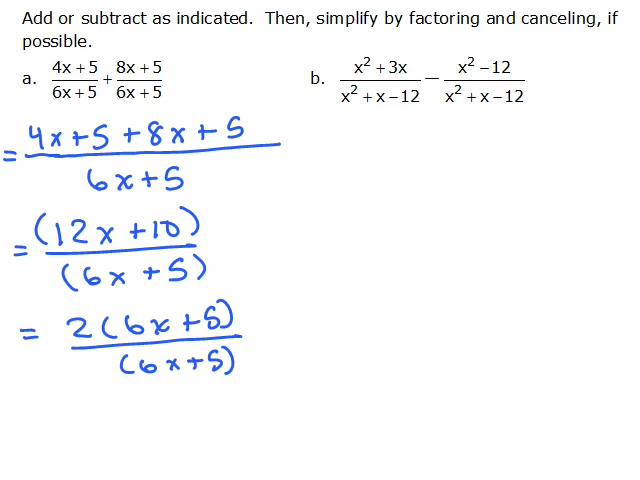 Add or subtract as indicated.  Then, simplify by factoring and canceling, if
possible.
a. (4x + 5)/(6x + 5) + (8x + 5)/(6x + 5)
b. (x² + 3x)/(x² + x − 12) − (x² − 12)/(x² + x − 12)
= 4x + 5 + 8x + 5
6x + 5
= (12x + 10)
(6x + 5)
= 2(6x + 5)
(6x + 5)